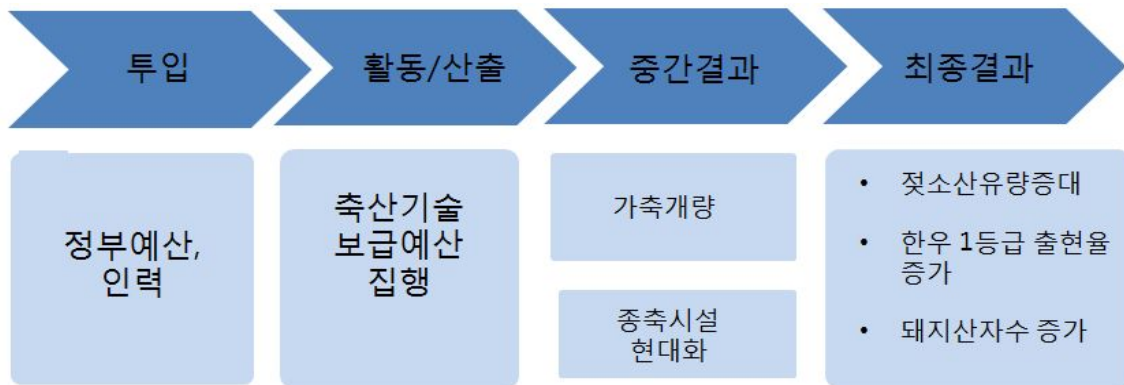 투입
활동/산출
중간결과
최종결과
정부예산,
인력
축산기술
보급예산
집행
가축개량
종축시설
현대화
• 젖소산유량증대
• 한우 1등급 출현율
증가
• 돼지산자수 증가